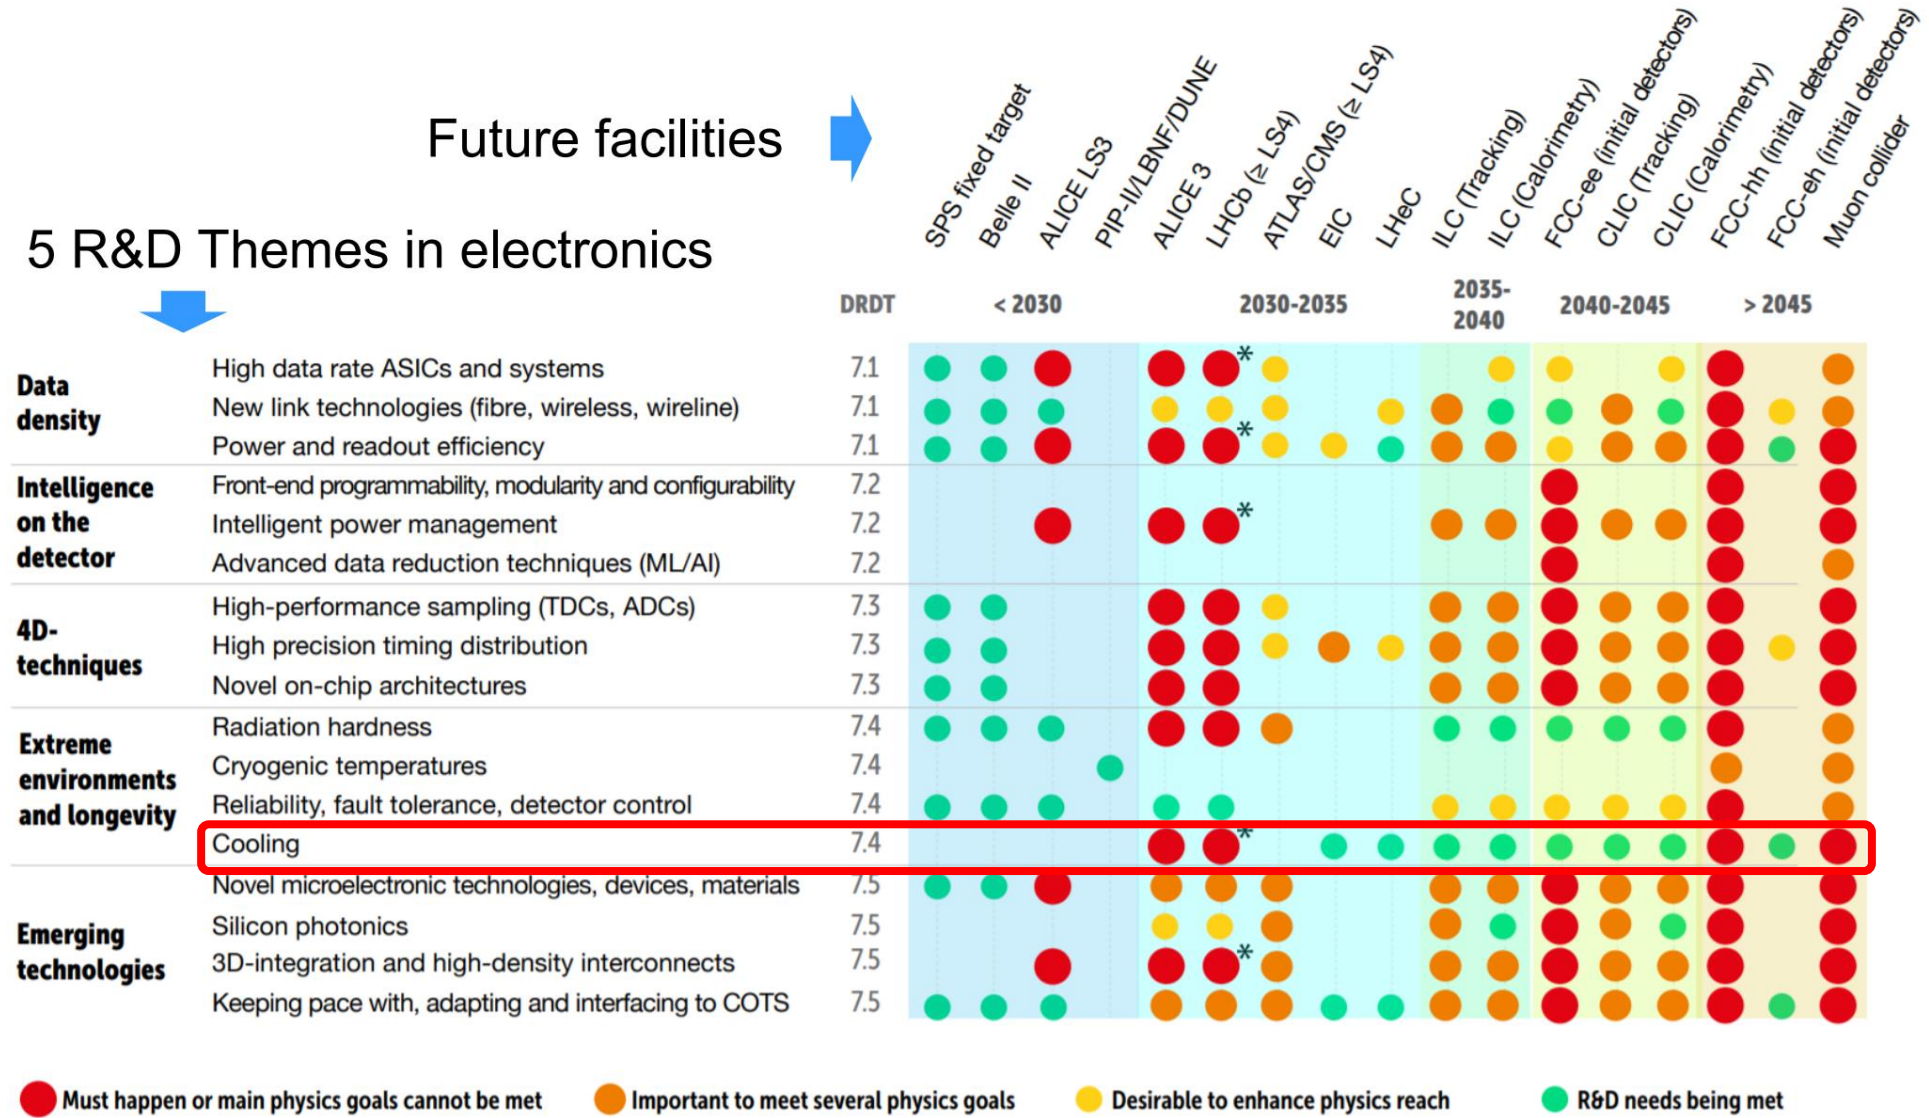 Future facilities
5 R&D Themes in electronics
SPS fixed target
Belle II
ALICE LS3
PIP-II/LBNF/DUNE
ALICE 3
LHCb (≥ LS4)
ATLAS/CMS (≥ LS4)
EIC
LHeC
ILC (Tracking)
ILC (Calorimetry)
FCC-ee (initial detectors)
CLIC (Tracking)
CLIC (Calorimetry)
FCC-hh (initial detectors)
FCC-eh (initial detectors)
Muon collider
DRDT
< 2030
2030-2035
2035-
2040
2040-2045
> 2045
Data
density
High data rate ASICs and systems 7.1 *
New link technologies (fibre, wireless, wireline) 7.1
Power and readout efficiency 7.1 *
Intelligence
on the
detector
Front-end programmability, modularity and configurability 7.2
Intelligent power management 7.2 *
Advanced data reduction techniques (ML/AI) 7.2
4D-
techniques
High-performance sampling (TDCs, ADCs) 7.3
High precision timing distribution 7.3
Novel on-chip architectures 7.3
Extreme
environments
and longevity
Radiation hardness 7.4
Cryogenic temperatures 7.4
Reliability, fault tolerance, detector control 7.4
Cooling 7.4 *
Emerging
technologies
Novel microelectronic technologies, devices, materials 7.5
Silicon photonics 7.5
3D-integration and high-density interconnects 7.5 *
Keeping pace with, adapting and interfacing to COTS 7.5
Must happen or main physics goals cannot be met
Important to meet several physics goals
Desirable to enhance physics reach
R&D needs being met